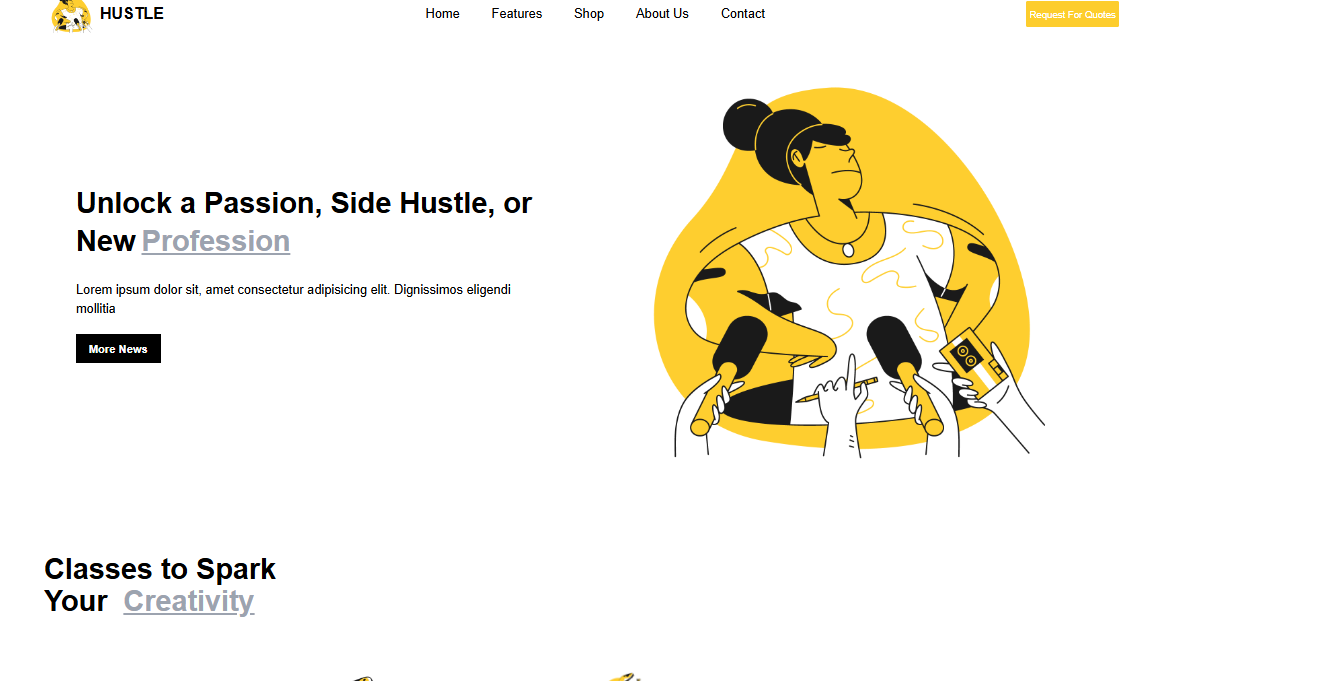 HUSTLE
Home
Features
Shop
About Us
Contact
Request For Quotes
Unlock a Passion, Side Hustle, or
New Profession
Lorem ipsum dolor sit, amet consectetur adipisicing elit. Dignissimos eligendi
mollitia
More News
Classes to Spark
Your Creativity